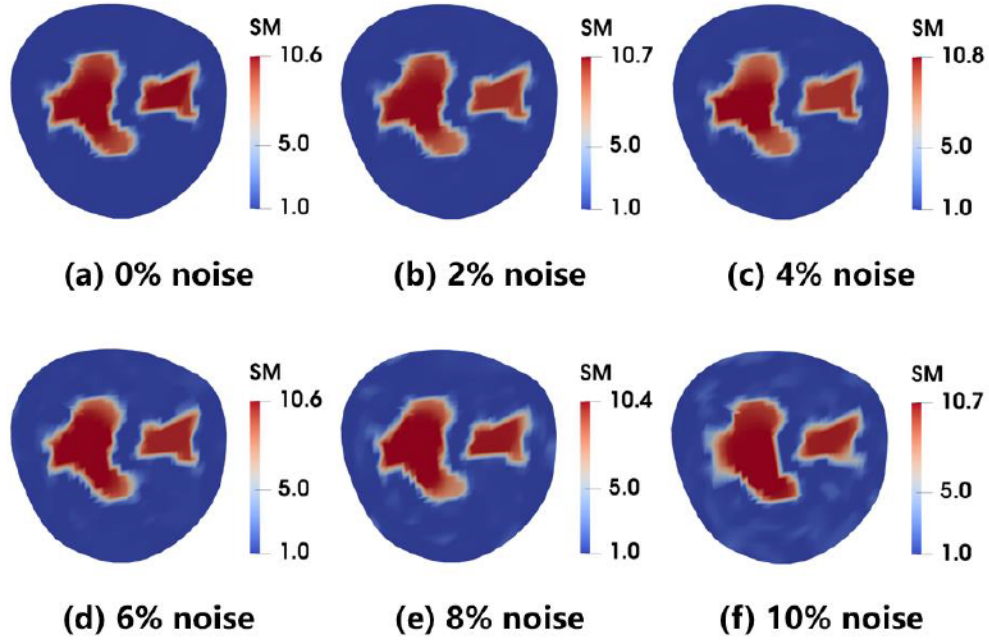 SM
10.6
5.0
1.0
SM
10.7
5.0
1.0
SM
10.8
5.0
1.0
(a) 0% noise
(b) 2% noise
(c) 4% noise
SM
10.6
5.0
1.0
SM
10.4
5.0
1.0
SM
10.7
5.0
1.0
(d) 6% noise
(e) 8% noise
(f) 10% noise